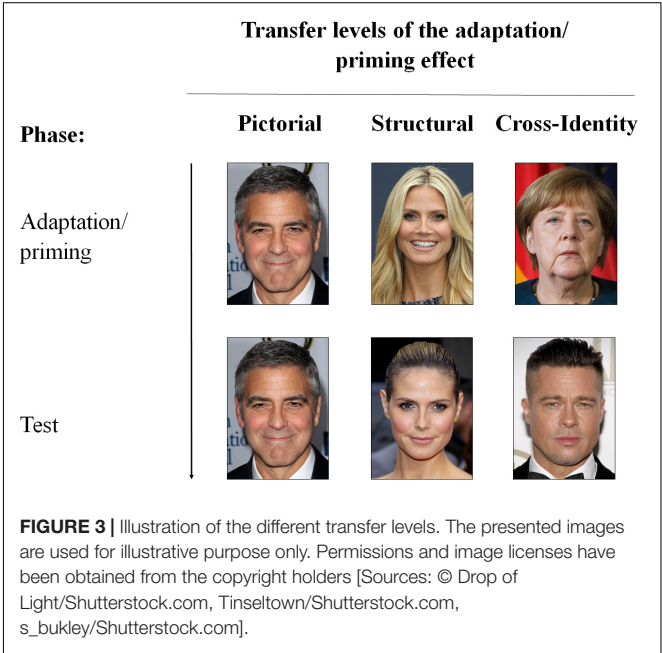 Transfer levels of the adaptation/
priming effect
Phase:
Pictorial Structural Cross-Identity
Adaptation/
priming
Test
FIGURE 3 | Illustration of the different transfer levels. The presented images
are used for illustrative purpose only. Permissions and image licenses have
been obtained from the copyright holders [Sources: © Drop of
Light/Shutterstock.com, Tinseltown/Shutterstock.com,
s_bukley/Shutterstock.com].